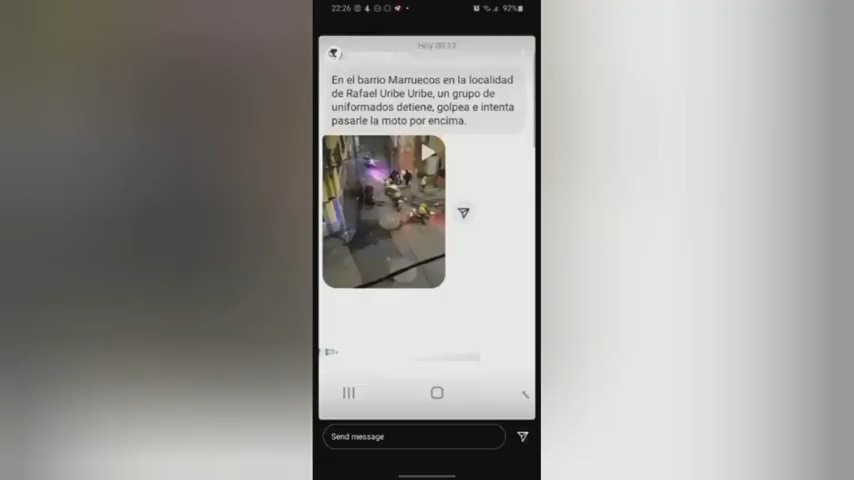 22:26
92%
Hoy 00:12
En el barrio Marruecos en la localidad
de Rafael Uribe Uribe, un grupo de
uniformados detiene, golpea e intenta
pasarle la moto por encima.
Send message